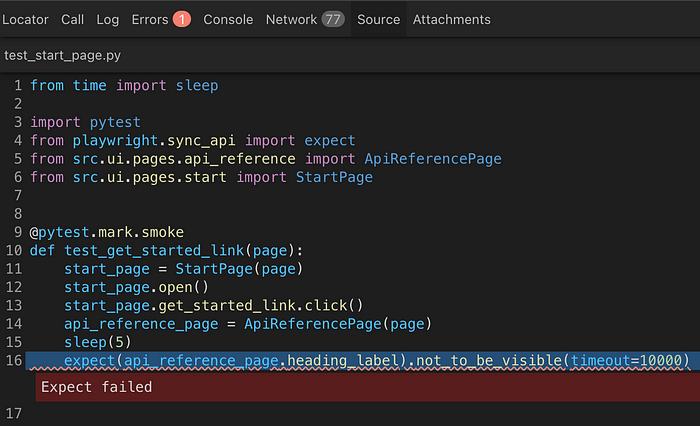 Locator Call Log Errors 1 Console Network 77 Source Attachments
test_start_page.py
1 from time import sleep
2
3 import pytest
4 from playwright.sync_api import expect
5 from src.ui.pages.api_reference import ApiReferencePage
6 from src.ui.pages.start import StartPage
7
8
9 @pytest.mark.smoke
10 def test_get_started_link(page):
11     start_page = StartPage(page)
12     start_page.open()
13     start_page.get_started_link.click()
14     api_reference_page = ApiReferencePage(page)
15     sleep(5)
16     expect(api_reference_page.heading_label).not_to_be_visible(timeout=10000)
Expect failed
17